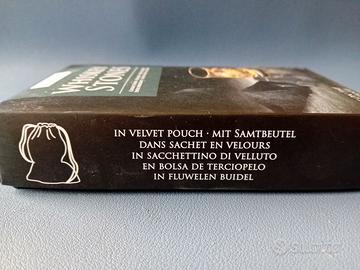 WHISKY
STONES
IN VELVET POUCH · MIT SAMTBEUTEL
DANS SACHET EN VELOURS
IN SACCHETTINO DI VELLUTO
EN BOLSA DE TERCIOPELO
IN FLUWELEN BUIDEL
subito